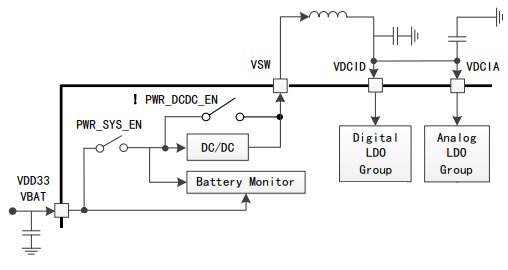 VSW
VDCID
VDCIA
! PWR_DCDC_EN
PWR_SYS_EN
DC/DC
Digital
LDO
Group
Analog
LDO
Group
Battery Monitor
VDD33
VBAT